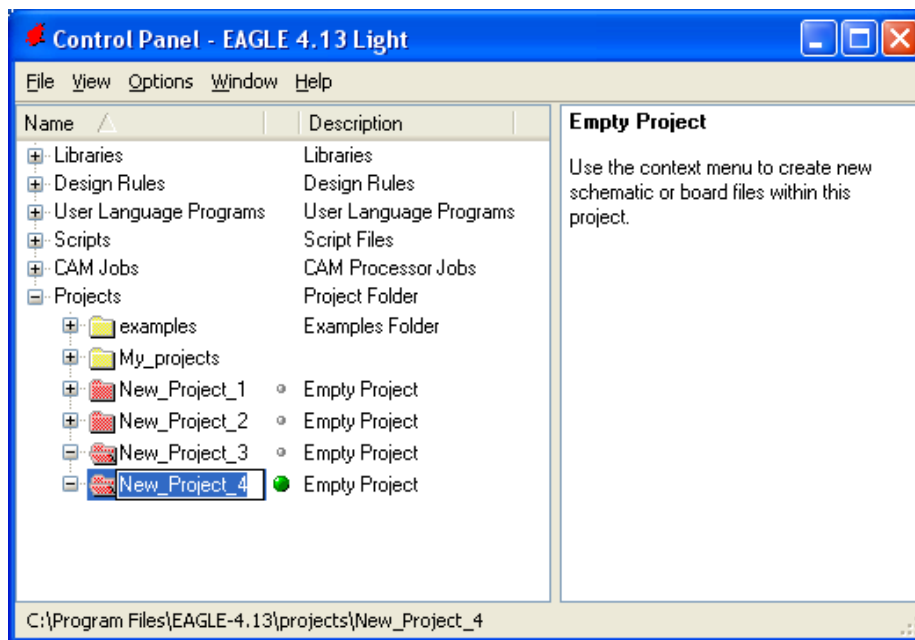 Control Panel - EAGLE 4.13 Light
File View Options Window Help
Name Description
Libraries Libraries
Design Rules Design Rules
User Language Programs User Language Programs
Scripts Script Files
CAM Jobs CAM Processor Jobs
Projects Project Folder
examples Examples Folder
My_projects
New_Project_1 Empty Project
New_Project_2 Empty Project
New_Project_3 Empty Project
New_Project_4 Empty Project
Empty Project
Use the context menu to create new
schematic or board files within this
project.
C:\Program Files\EAGLE-4.13\projects\New_Project_4